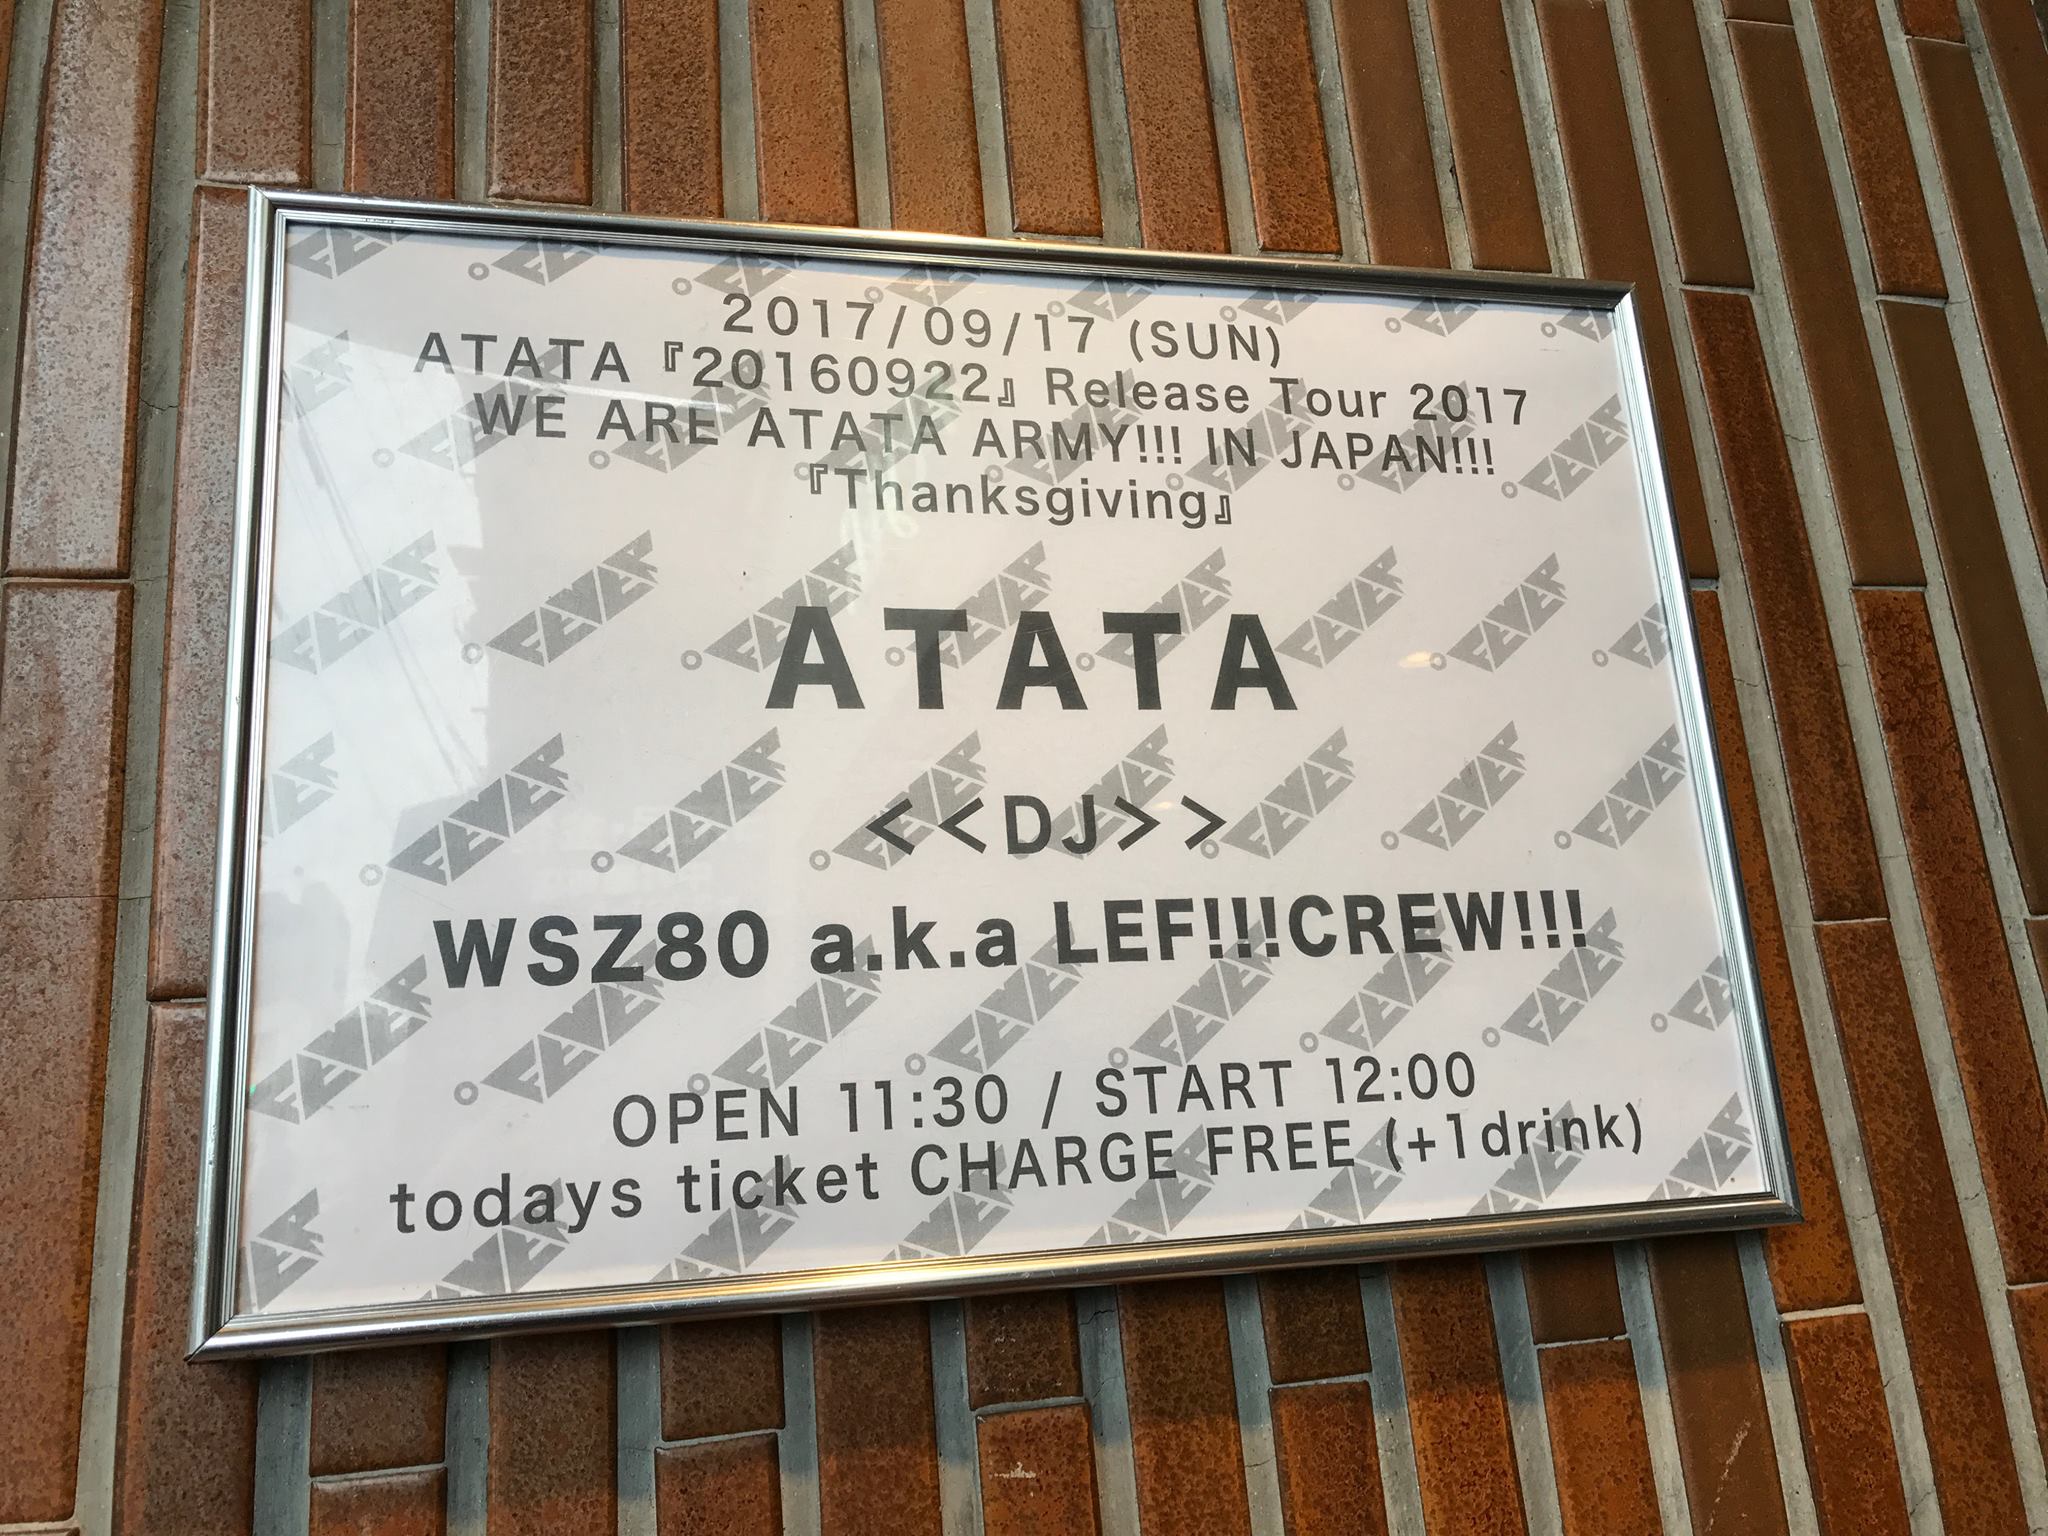 2017/09/17 (SUN)
ATATA『20160922』Release Tour 2017
WE ARE ATATA ARMY!!! IN JAPAN!!!
『Thanksgiving』
ATATA
<<DJ>>
WSZ80 a.k.a LEF!!!CREW!!!
OPEN 11:30 / START 12:00
todays ticket CHARGE FREE (+1drink)
FEVER